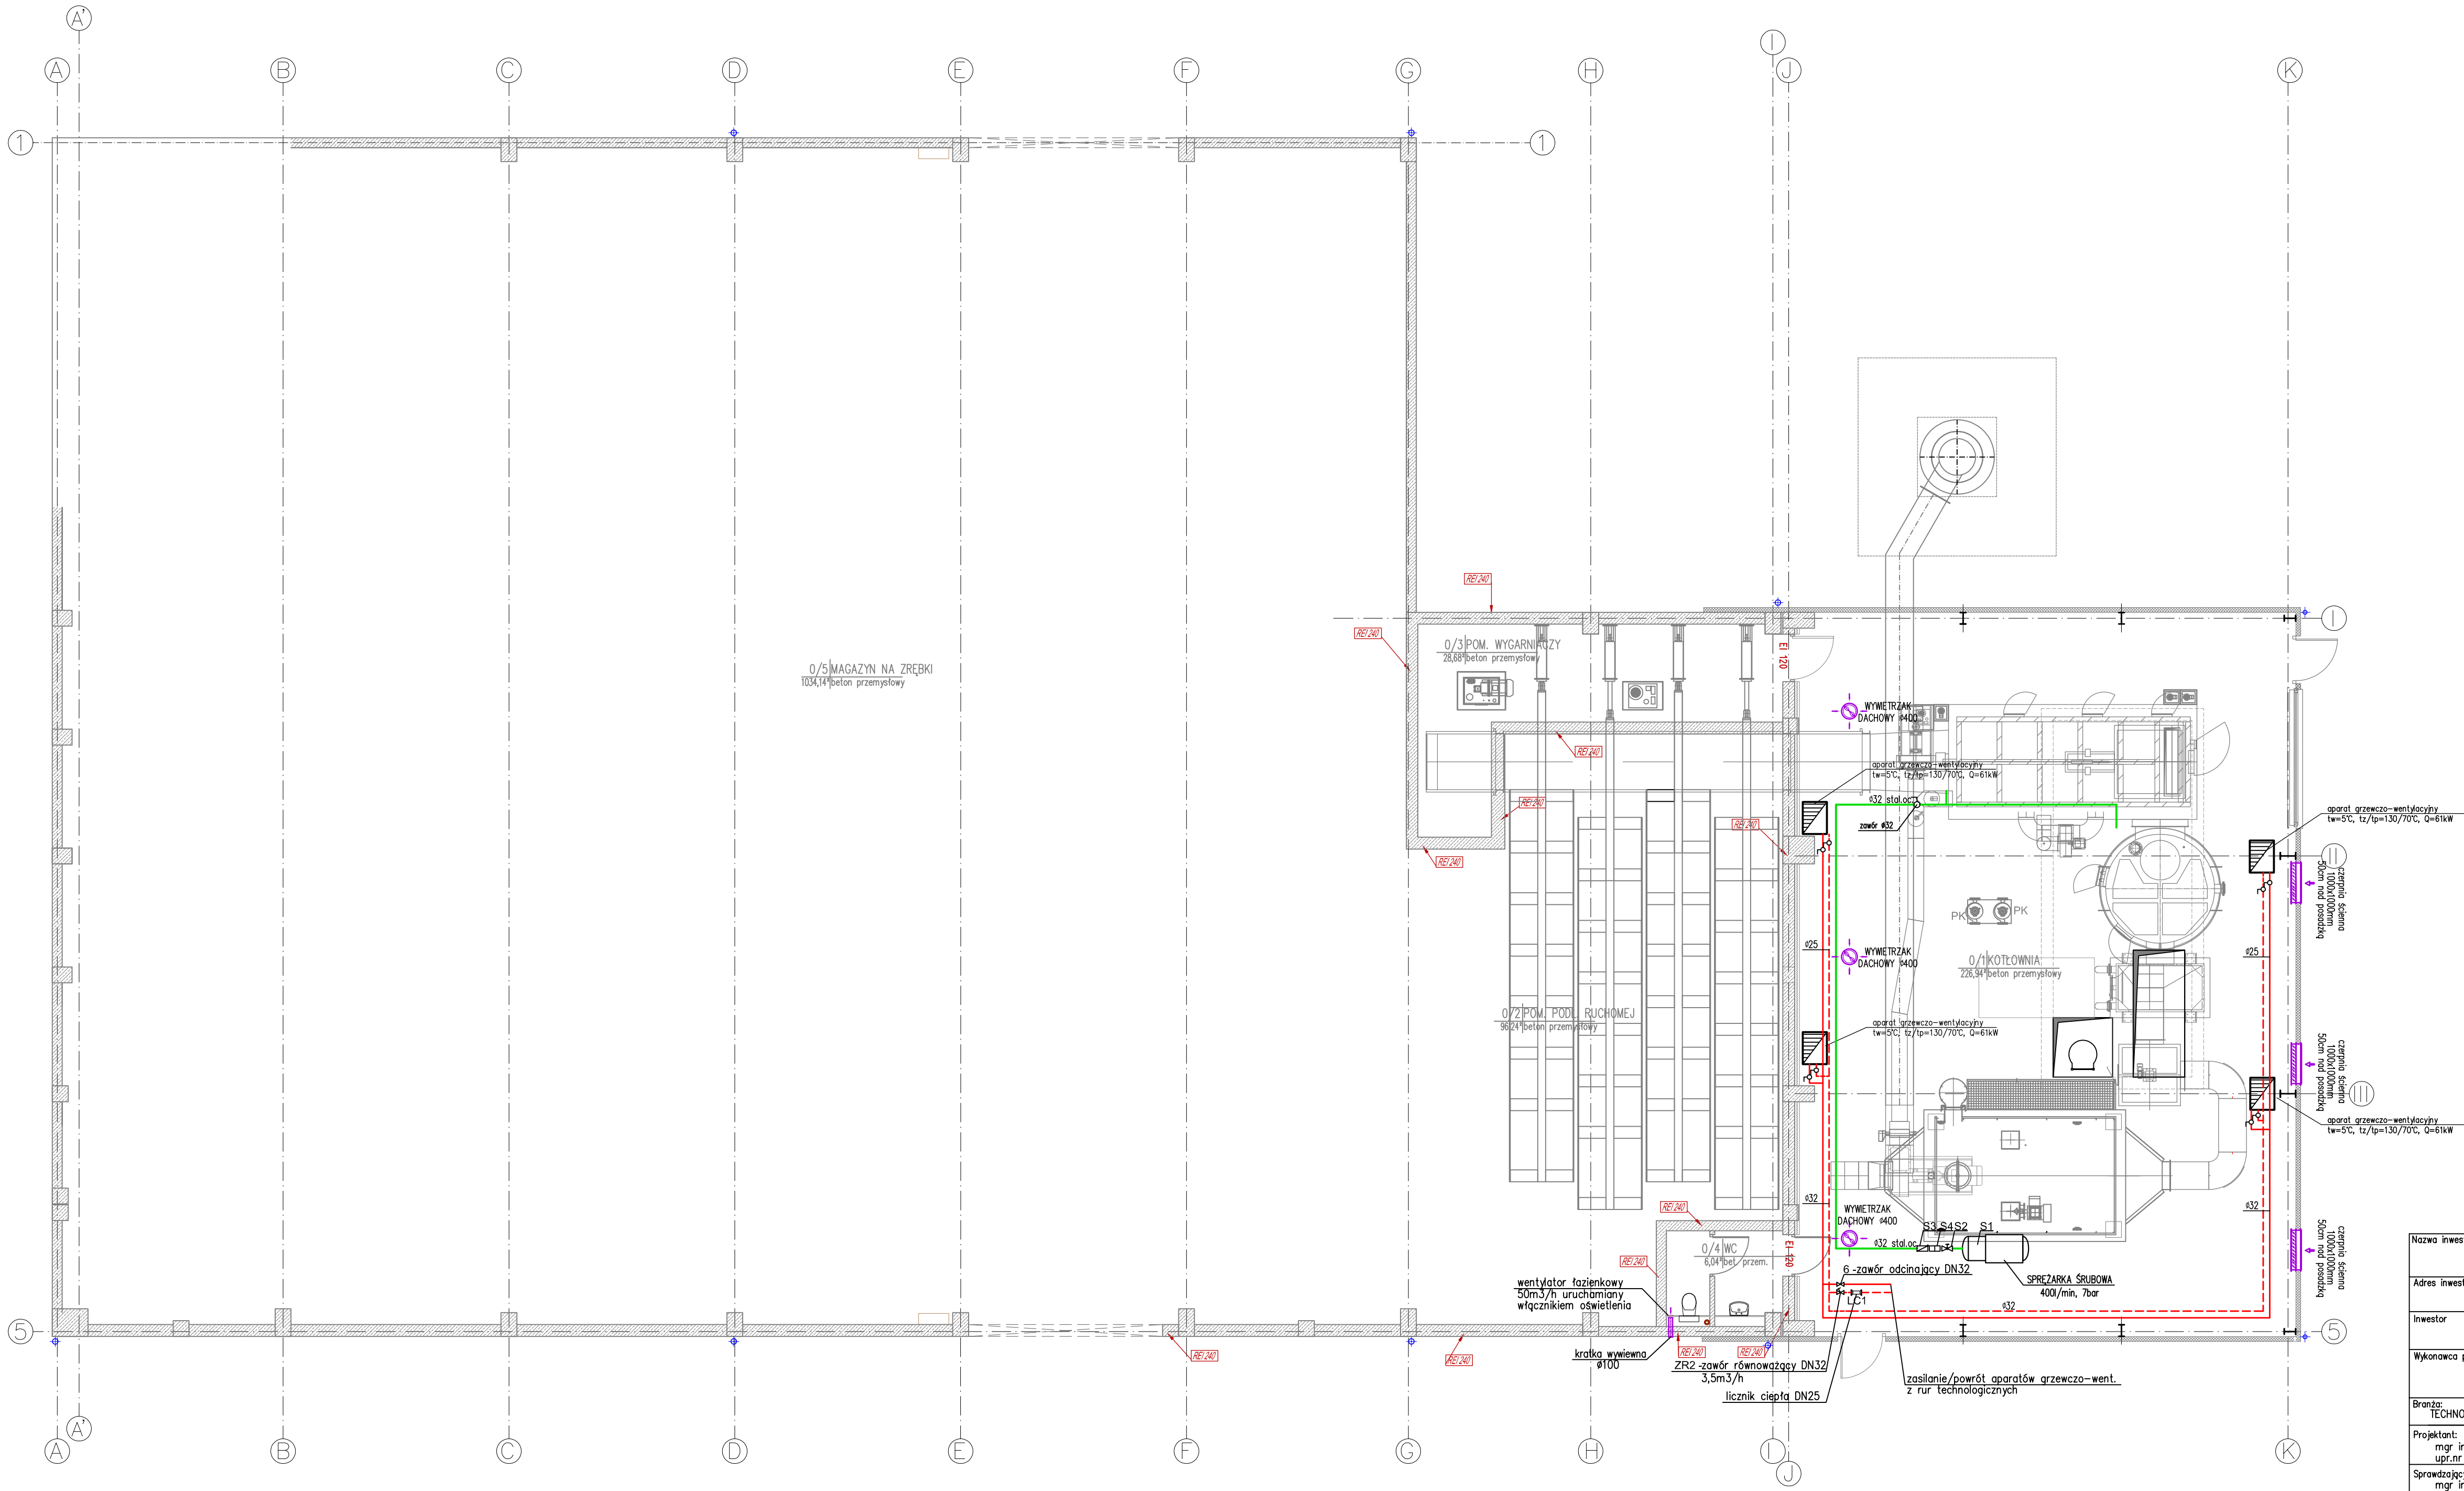 A'
A
B
C
D
E
F
G
H
I
J
K
1
1
REI 240
I
REI 240
0/3 POM. WYGARNIACZY
28,68² beton przemysłowy
EI 120
0/5 MAGAZYN NA ZRĘBKI
1034,14² beton przemysłowy
WYWIETRZAK
DACHOWY ø400
REI 240
aparat grzewczo-wentylacyjny
tw=5°C, tz/tp=130/70°C, Q=61kW
ø32 stal.oc.
REI 240
zawór ø32
REI 240
aparat grzewczo-wentylacyjny
tw=5°C, tz/tp=130/70°C, Q=61kW
REI 240
II
czerpnia ścienna
1000x1000mm
50cm nad posadzką
PK
PK
ø25
WYWIETRZAK
DACHOWY ø400
0/1 KOTŁOWNIA
226,94² beton przemysłowy
ø25
0/2 POM. PODŁ. RUCHOMEJ
96,24² beton przemysłowy
aparat grzewczo-wentylacyjny
tw=5°C, tz/tp=130/70°C, Q=61kW
czerpnia ścienna
1000x1000mm
50cm nad posadzką
III
aparat grzewczo-wentylacyjny
tw=5°C, tz/tp=130/70°C, Q=61kW
REI 240
ø32
ø32
WYWIETRZAK
DACHOWY ø400
ø32 stal.oc.
S3 S4 S2 S1
czerpnia ścienna
1000x1000mm
50cm nad posadzką
0/4 WC
6,04² bet. przem.
EI 120
REI 240
6 -zawór odcinający DN32
SPRĘŻARKA ŚRUBOWA
400l/min, 7bar
wentylator łazienkowy
50m3/h uruchamiany
włącznikiem oświetlenia
LC1
ø32
5
5
REI 240
REI 240
REI 240
REI 240
kratka wywiewna
ø100
ZR2 -zawór równoważący DN32
3,5m3/h
licznik ciepła DN25
zasilanie/powrót aparatów grzewczo-went.
z rur technologicznych
Nazwa inwes
Adres inwest
Inwestor
Wykonawca p
Branża:
TECHNO
Projektant:
mgr in
upr.nr
Sprawdzając
mgr in
A'
A
B
C
D
E
F
G
H
I
J
K